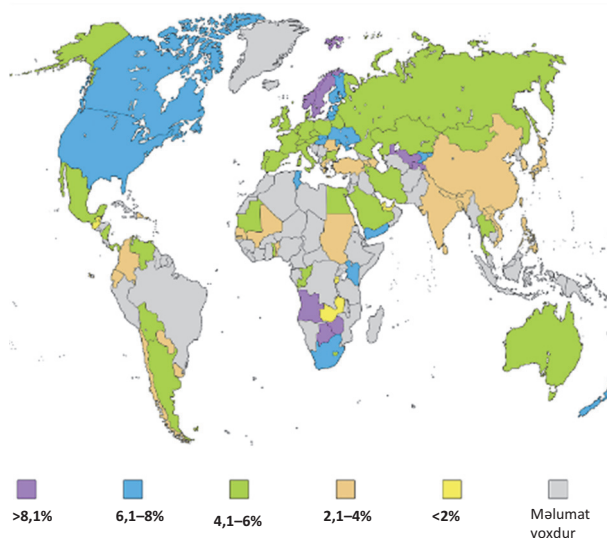 >8,1%
6,1–8%
4,1–6%
2,1–4%
<2%
Məlumat
yoxdur